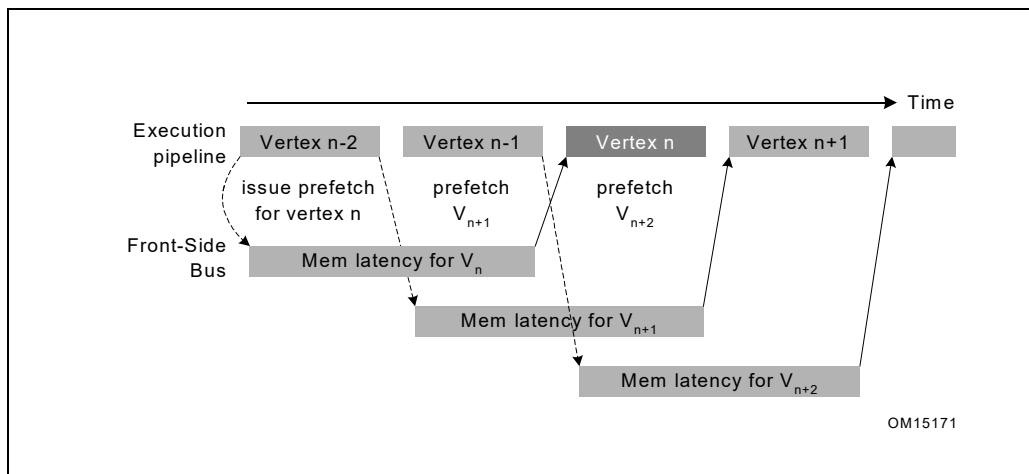 Time
Execution
pipeline
Vertex n-2
Vertex n-1
Vertex n
Vertex n+1
issue prefetch
for vertex n
prefetch
Vn+1
prefetch
Vn+2
Front-Side
Bus
Mem latency for Vn
Mem latency for Vn+1
Mem latency for Vn+2
OM15171